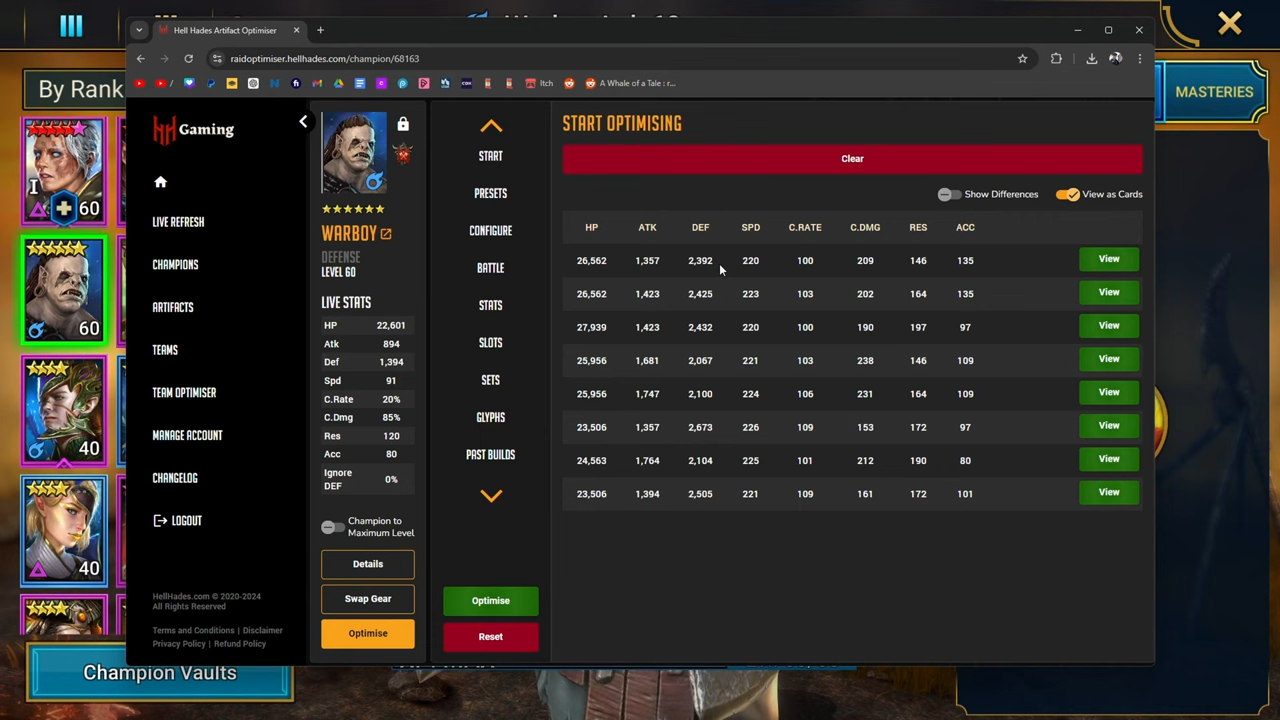 Hell Hades Artifact Optimiser
raidoptimiser.hellhades.com/champion/68163
Itch
A Whale of a Tale : r...
By Rank
MASTERIES
I
60
60
40
40
Champion Vaults
Gaming
LIVE REFRESH
CHAMPIONS
ARTIFACTS
TEAMS
TEAM OPTIMISER
MANAGE ACCOUNT
CHANGELOG
LOGOUT
HellHades.com © 2020-2024
All Rights Reserved
Terms and Conditions | Disclaimer
Privacy Policy | Refund Policy
WARBOY
DEFENSE
LEVEL 60
LIVE STATS
HP 22,601
Atk 894
Def 1,394
Spd 91
C.Rate 20%
C.Dmg 85%
Res 120
Acc 80
Ignore DEF 0%
Champion to Maximum Level
Details
Swap Gear
Optimise
START
PRESETS
CONFIGURE
BATTLE
STATS
SLOTS
SETS
GLYPHS
PAST BUILDS
Optimise
Reset
START OPTIMISING
Clear
Show Differences View as Cards
HP ATK DEF SPD C.RATE C.DMG RES ACC
26,562 1,357 2,392 220 100 209 146 135 View
26,562 1,423 2,425 223 103 202 164 135 View
27,939 1,423 2,432 220 100 190 197 97 View
25,956 1,681 2,067 221 103 238 146 109 View
25,956 1,747 2,100 224 106 231 164 109 View
23,506 1,357 2,673 226 109 153 172 97 View
24,563 1,764 2,104 225 101 212 190 80 View
23,506 1,394 2,505 221 109 161 172 101 View